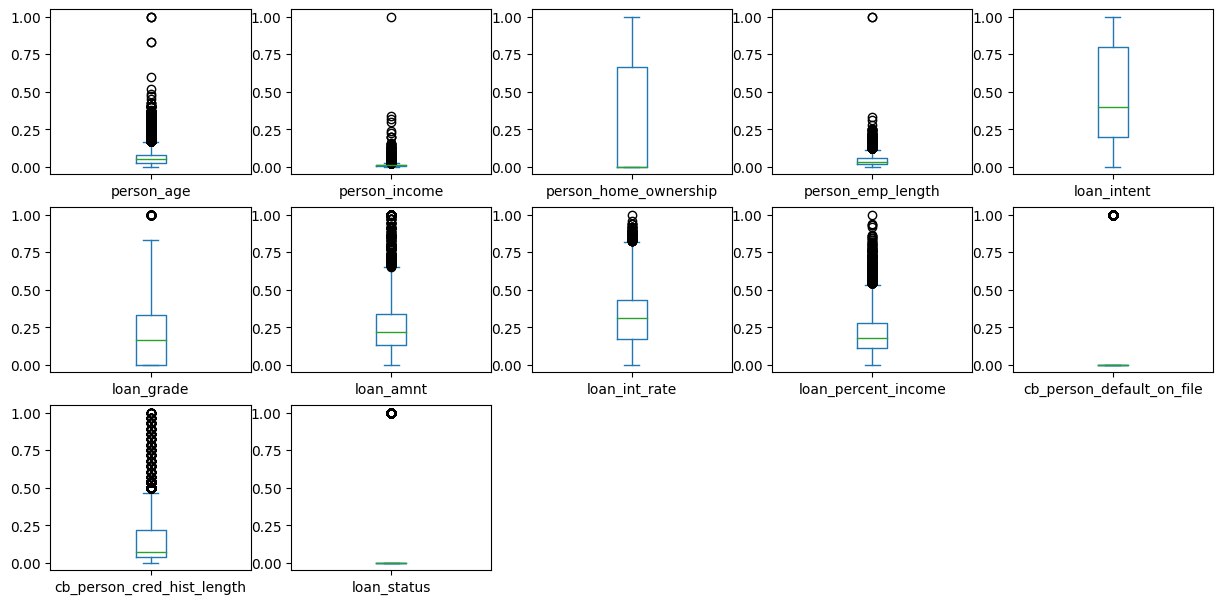 1.00 1.00 1.00 1.00 1.00
0.75 0.75 0.75 0.75 0.75
0.50 0.50 0.50 0.50 0.50
0.25 0.25 0.25 0.25 0.25
0.00 0.00 0.00 0.00 0.00
person_age person_income person_home_ownership person_emp_length loan_intent
1.00 1.00 1.00 1.00 1.00
0.75 0.75 0.75 0.75 0.75
0.50 0.50 0.50 0.50 0.50
0.25 0.25 0.25 0.25 0.25
0.00 0.00 0.00 0.00 0.00
loan_grade loan_amnt loan_int_rate loan_percent_income cb_person_default_on_file
1.00 1.00
0.75 0.75
0.50 0.50
0.25 0.25
0.00 0.00
cb_person_cred_hist_length loan_status